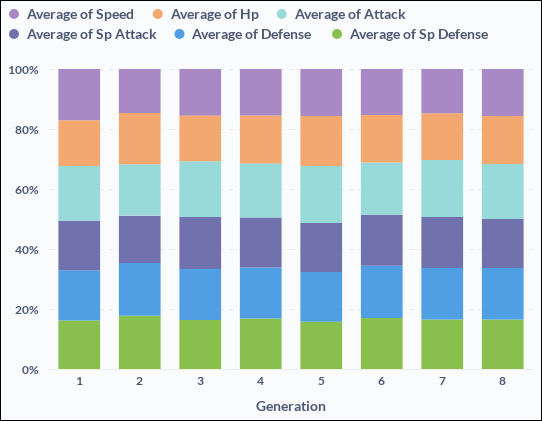 Average of Speed Average of Hp Average of Attack
Average of Sp Attack Average of Defense Average of Sp Defense
100%
80%
60%
40%
20%
0%
1 2 3 4 5 6 7 8
Generation